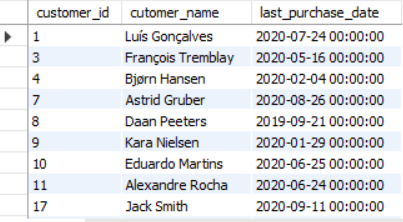 customer_id cutomer_name last_purchase_date
1 Luís Gonçalves 2020-07-24 00:00:00
3 François Tremblay 2020-05-16 00:00:00
4 Bjørn Hansen 2020-02-04 00:00:00
7 Astrid Gruber 2020-08-26 00:00:00
8 Daan Peeters 2019-09-21 00:00:00
9 Kara Nielsen 2020-01-29 00:00:00
10 Eduardo Martins 2020-06-25 00:00:00
11 Alexandre Rocha 2020-06-24 00:00:00
17 Jack Smith 2020-09-11 00:00:00